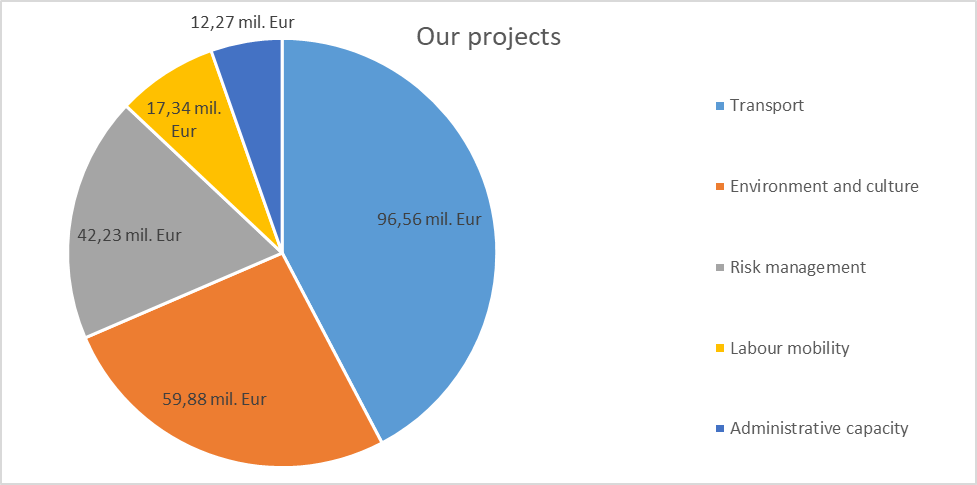 12,27 mil. Eur
Our projects
17,34 mil.
Eur
96,56 mil. Eur
42,23 mil. Eur
59,88 mil. Eur
Transport
Environment and culture
Risk management
Labour mobility
Administrative capacity